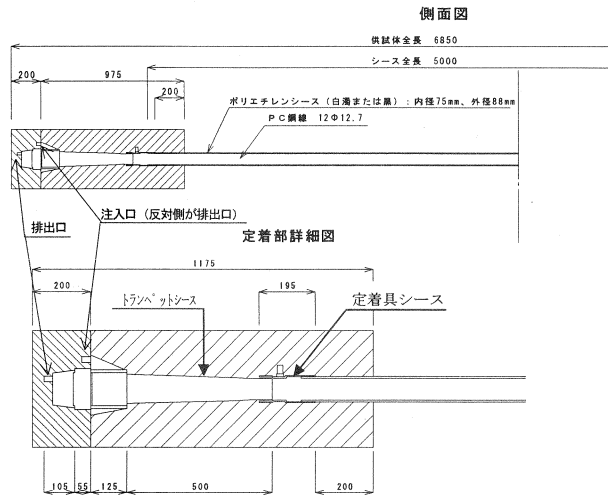 側面図
供試体全長 6850
シース全長 5000
200
975
200
ポリエチレンシース（白濁または黒）：内径75mm、外径88mm
PC鋼線 12Φ12.7
注入口（反対側が排出口）
排出口
定着部詳細図
1175
200
195
トランペットシース
定着具シース
105
55
125
500
200